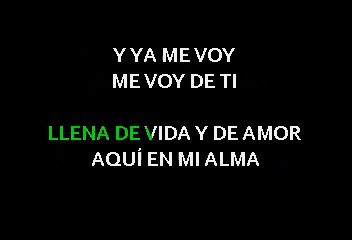 Y YA ME VOY
ME VOY DE TI
LLENA DE VIDA Y DE AMOR
AQUÍ EN MI ALMA